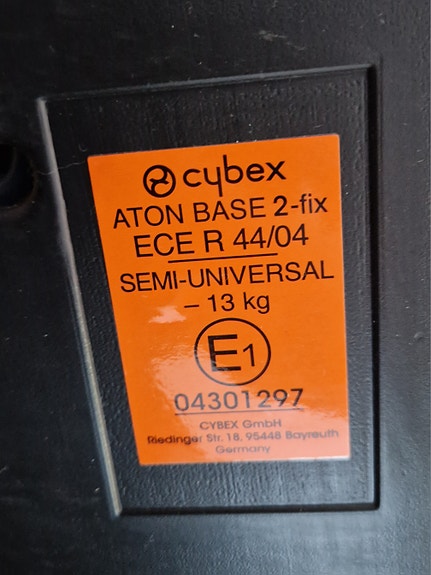 cybex
ATON BASE 2-fix
ECE R 44/04
SEMI-UNIVERSAL
– 13 kg
E1
04301297
CYBEX GmbH
Riedinger Str. 18, 95448 Bayreuth
Germany